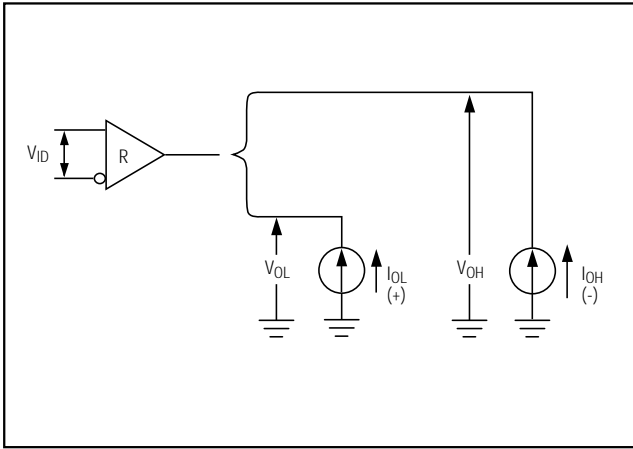 V_ID
R
V_OL
I_OL
(+)
V_OH
I_OH
(-)